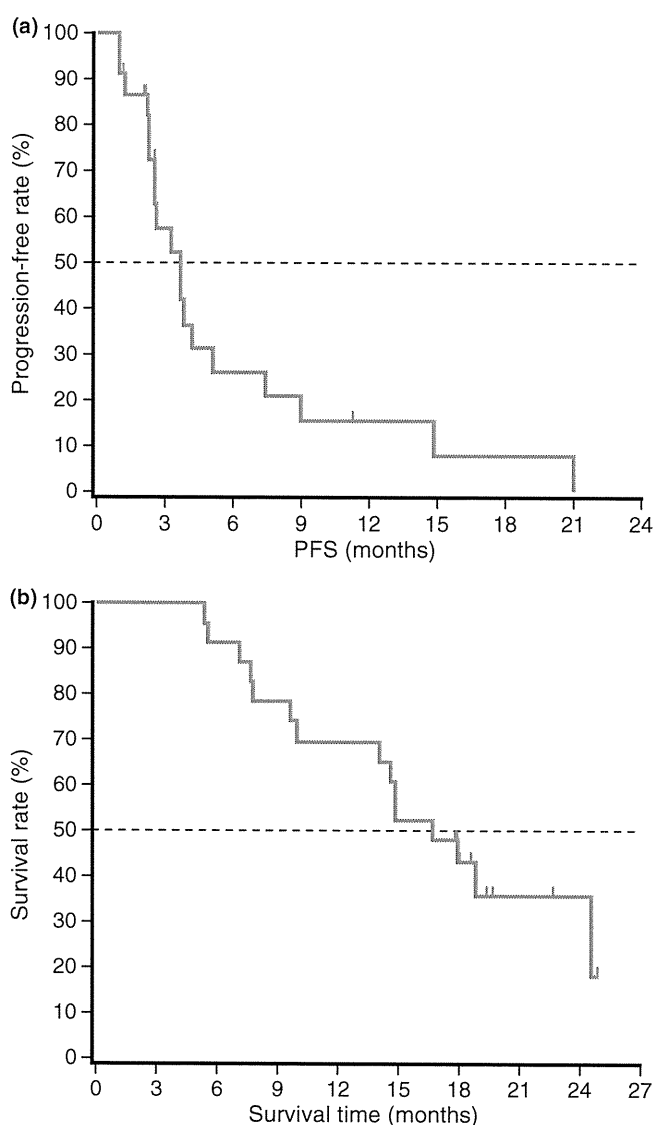 (a)
Progression-free rate (%)
100
90
80
70
60
50
40
30
20
10
0
0 3 6 9 12 15 18 21 24
PFS (months)
(b)
Survival rate (%)
100
90
80
70
60
50
40
30
20
10
0
0 3 6 9 12 15 18 21 24 27
Survival time (months)